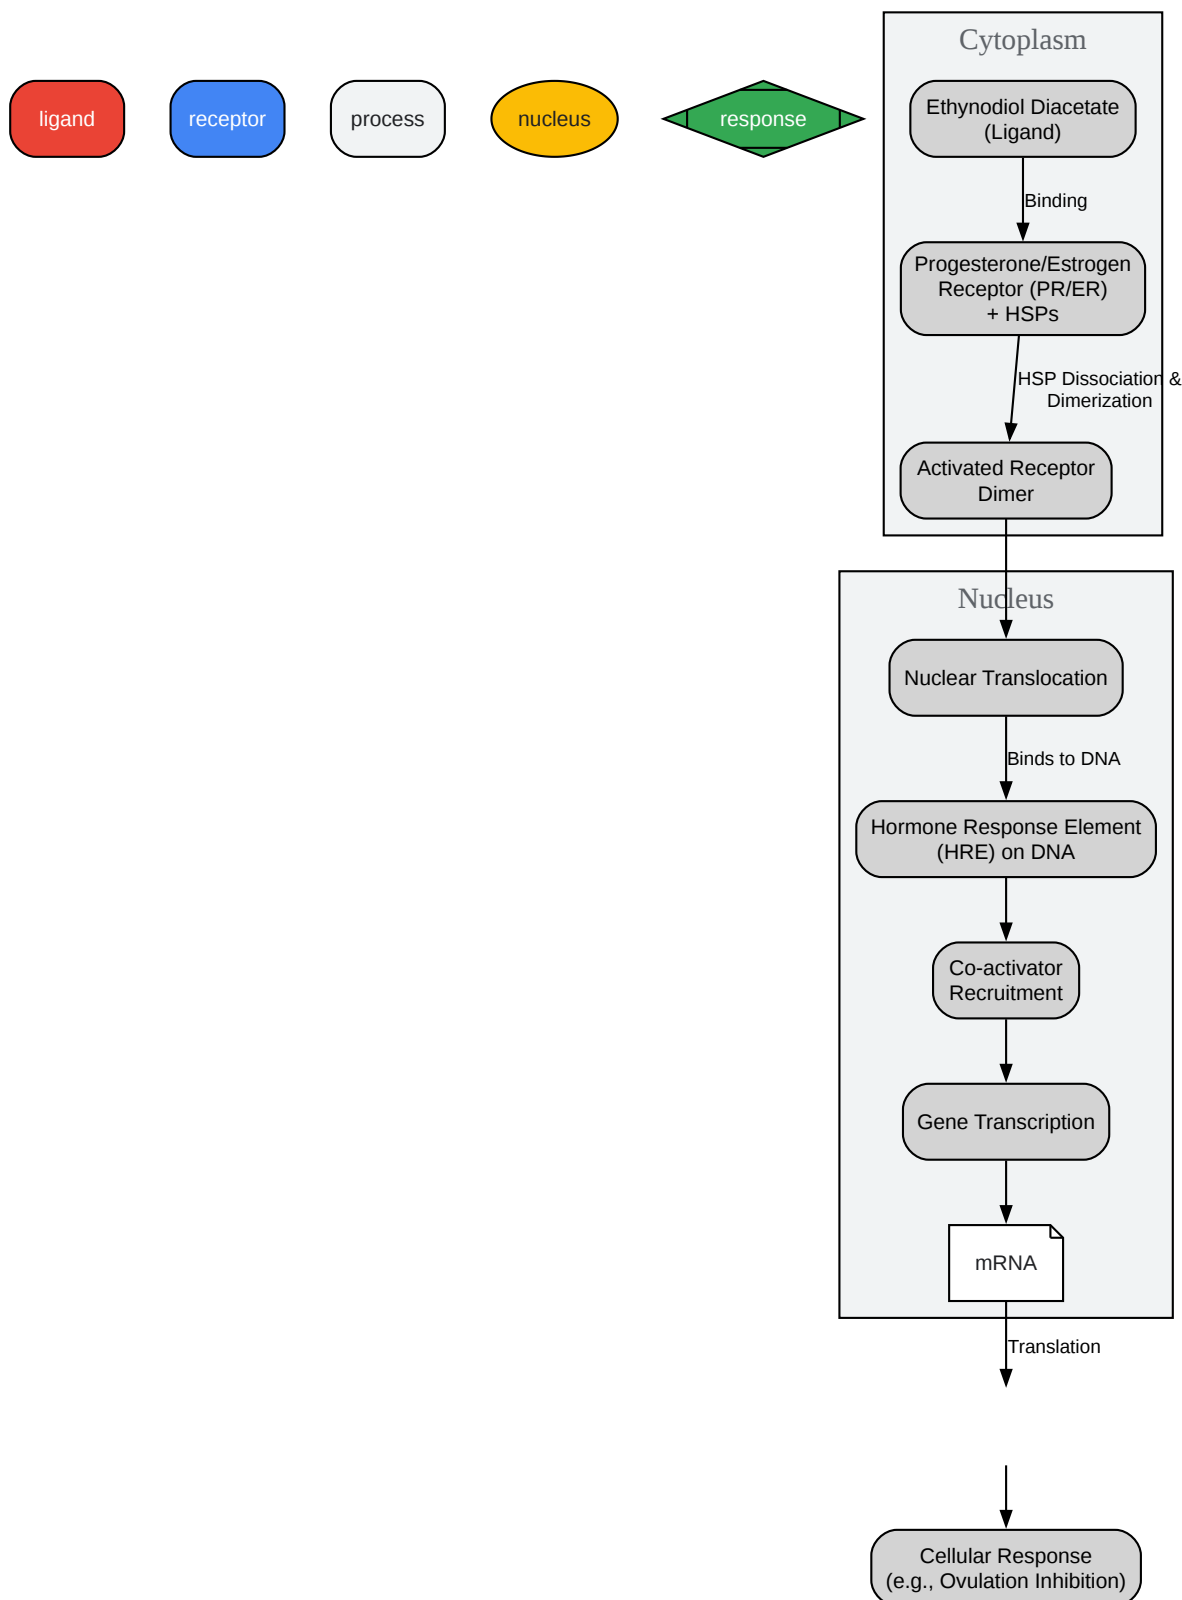 Cytoplasm
ligand
receptor
process
nucleus
response
Ethynodiol Diacetate
(Ligand)
Binding
Progesterone/Estrogen
Receptor (PR/ER)
+ HSPs
HSP Dissociation &
Dimerization
Activated Receptor
Dimer
Nucleus
Nuclear Translocation
Binds to DNA
Hormone Response Element
(HRE) on DNA
Co-activator
Recruitment
Gene Transcription
mRNA
Translation
Cellular Response
(e.g., Ovulation Inhibition)